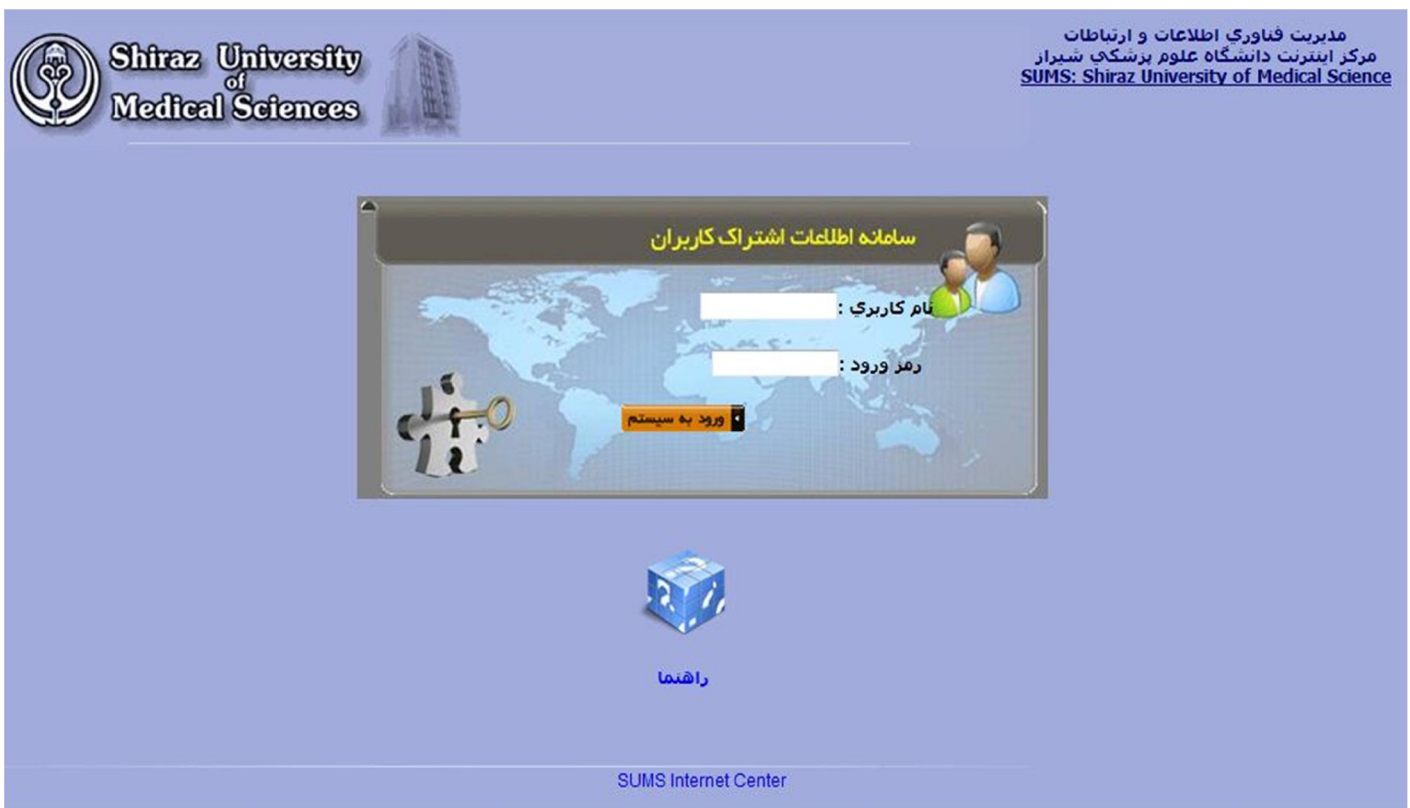 Shiraz University
of
Medical Sciences
مديريت فناوري اطلاعات و ارتباطات
مركز اينترنت دانشگاه علوم پزشكي شيراز
SUMS: Shiraz University of Medical Science
سامانه اطلاعات اشتراک کاربران
نام كاربري :
رمز ورود :
ورود به سیستم
راهنما
SUMS Internet Center